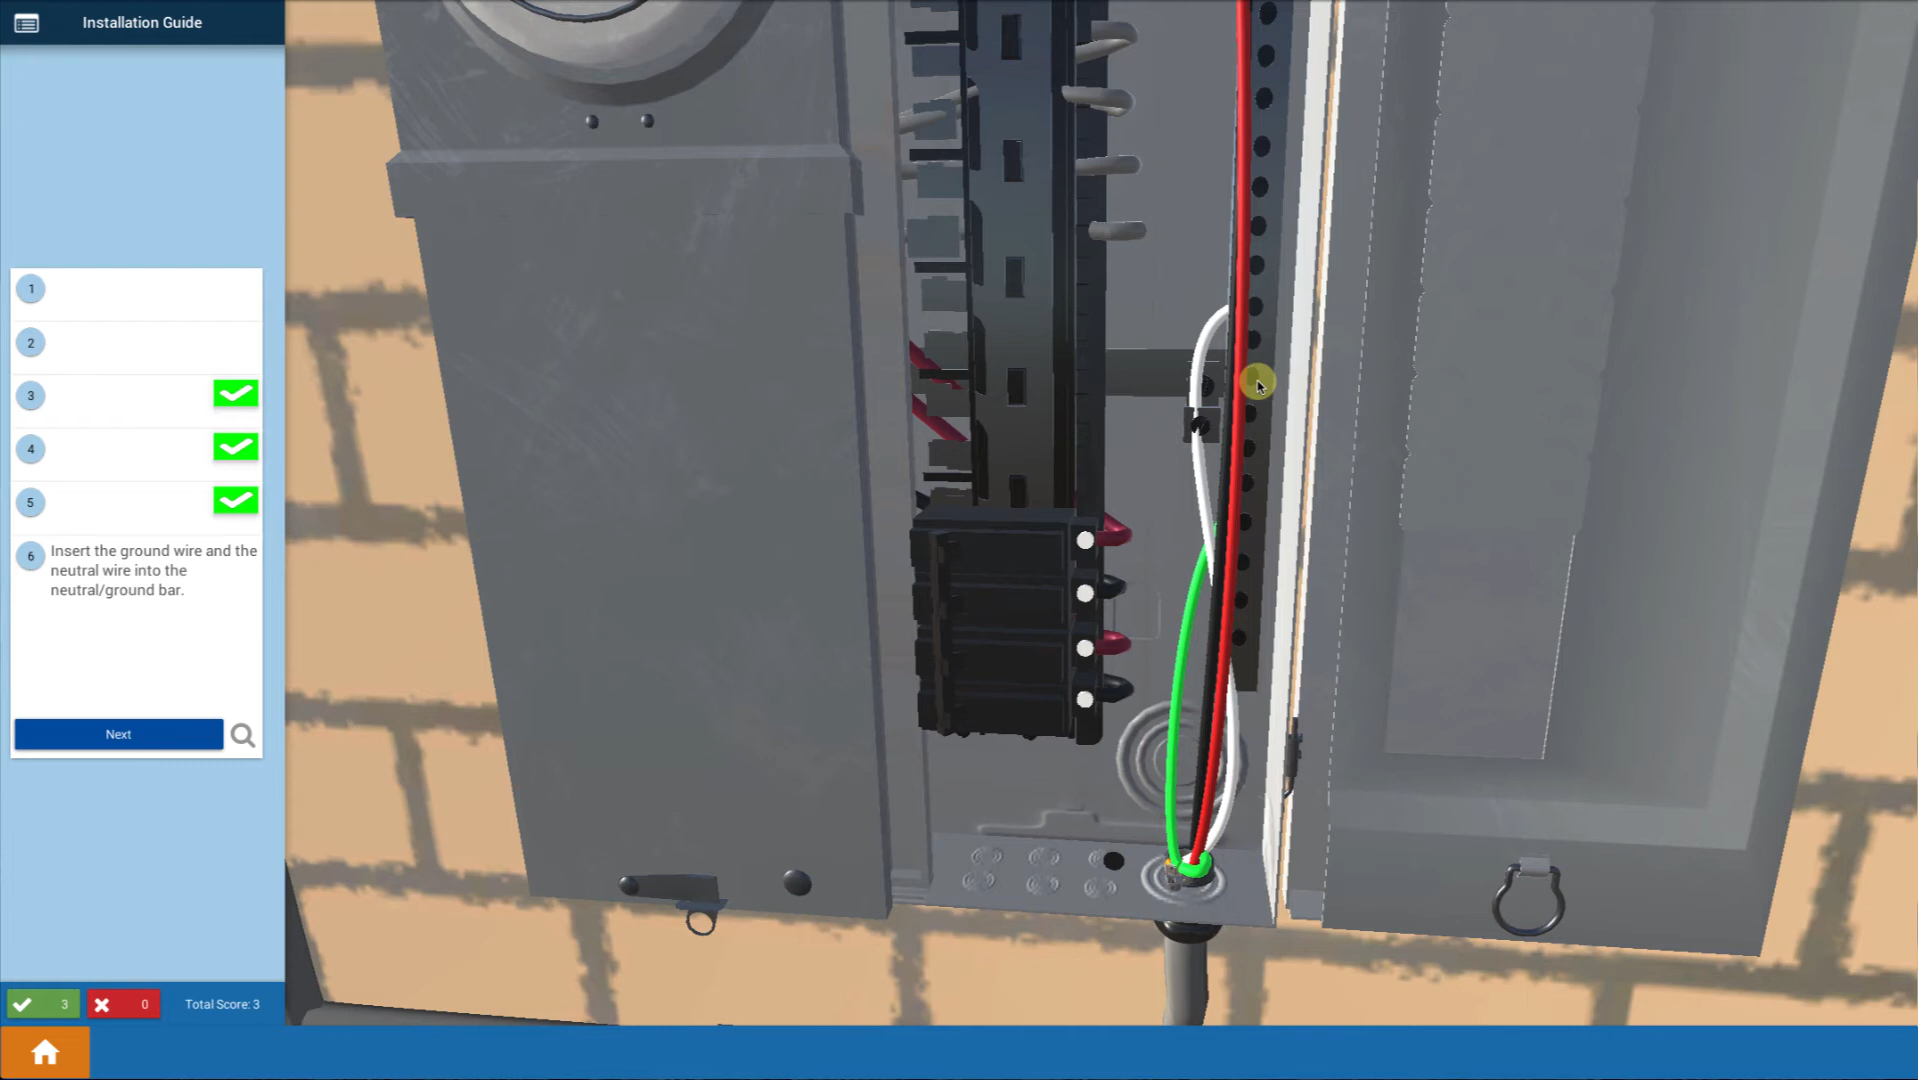 Installation Guide
1
2
3
4
5
6
Insert the ground wire and the
neutral wire into the
neutral/ground bar.
Next
3
0
Total Score: 3